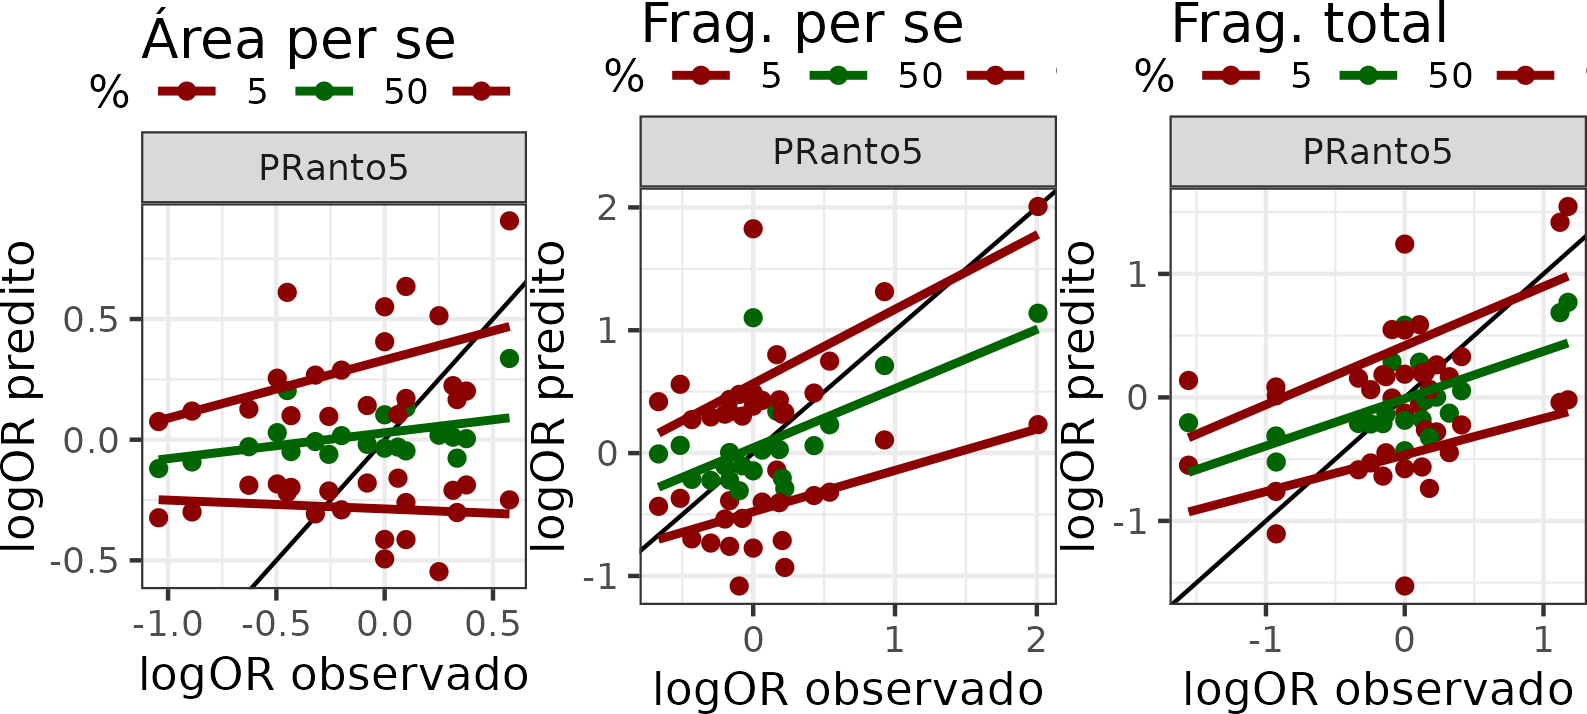 Área per se
% 5 50
PRanto5
logOR predito
0.5
0.0
-0.5
-1.0 -0.5 0.0 0.5
logOR observado
Frag. per se
% 5 50
PRanto5
logOR predito
2
1
0
-1
0 1 2
logOR observado
Frag. total
% 5 50
PRanto5
logOR predito
1
0
-1
-1 0 1
logOR observado